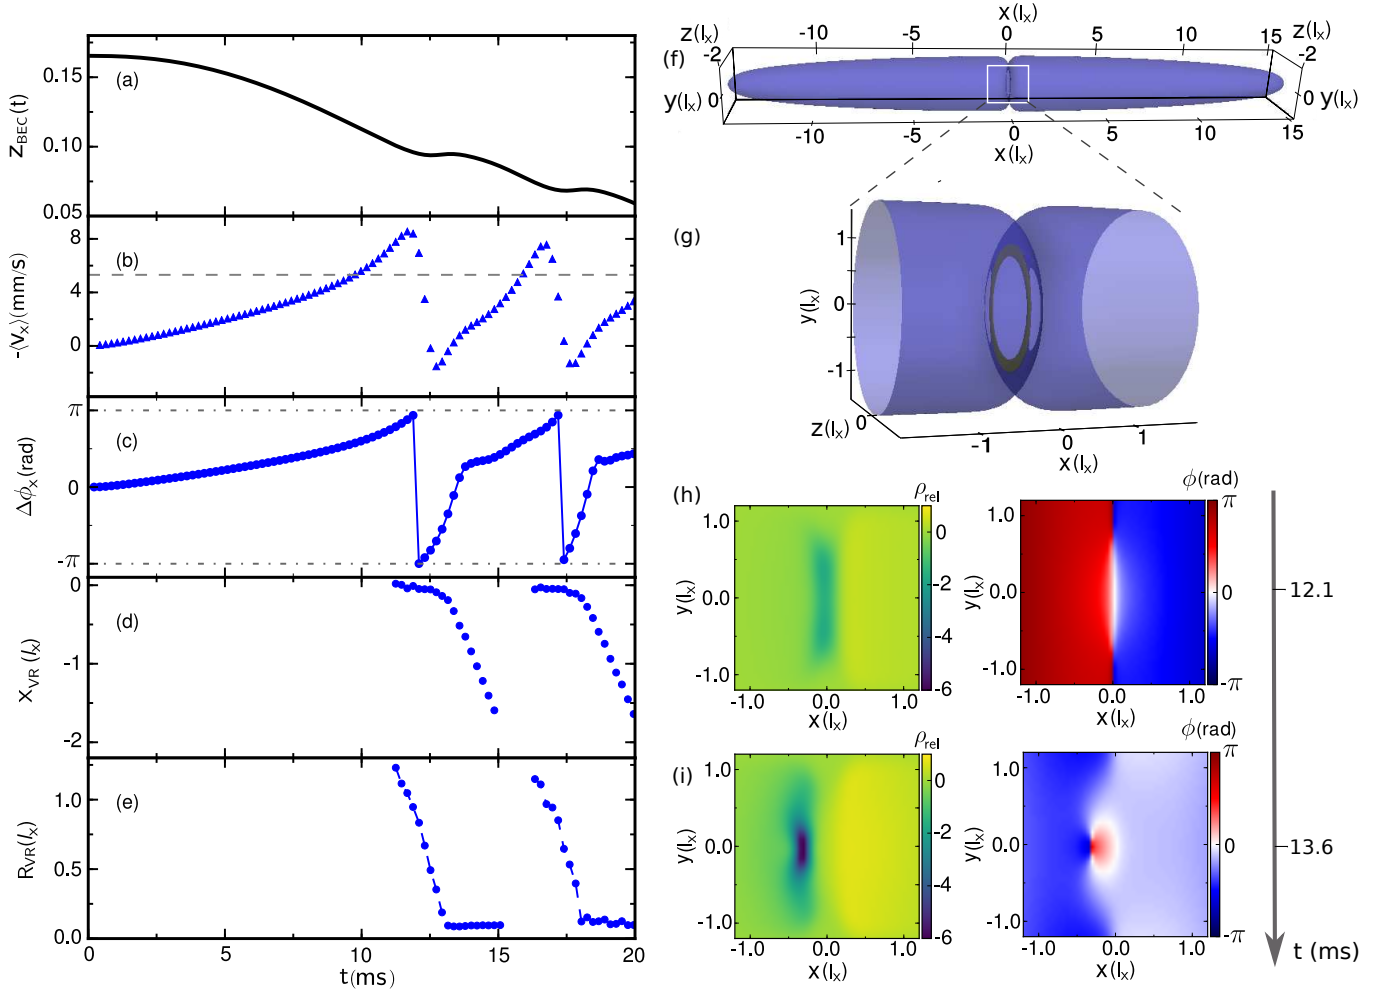 (a)
z_BEC(t)
0.15
0.10
0.05
(b)
-⟨v_x⟩(mm/s)
8
4
0
(c)
Δϕ_x(rad)
π
0
-π
(d)
X_VR(l_x)
0
-1
-2
(e)
R_VR(l_x)
1.0
0.5
0.0
0 5 10 15 20
t(ms)
(f)
x(l_x)
z(l_x) z(l_x)
-2 -10 -5 0 5 10 15 -2
y(l_x) 0 0 y(l_x)
-10 -5 0 5 10 15
x(l_x)
(g)
y(l_x)
1
0
-1
z(l_x) 0
-1 0 1
x(l_x)
(h)
ρ_rel
y(l_x)
1.0
0.0
-1.0
-1.0 0.0 1.0
x(l_x)
0
-2
-4
-6
ϕ(rad)
y(l_x)
1.0
0.0
-1.0
-1.0 0.0 1.0
x(l_x)
π
0
-π
(i)
ρ_rel
y(l_x)
1.0
0.0
-1.0
-1.0 0.0 1.0
x(l_x)
0
-2
-4
-6
ϕ(rad)
y(l_x)
1.0
0.0
-1.0
-1.0 0.0 1.0
x(l_x)
π
0
-π
12.1
13.6
t (ms)